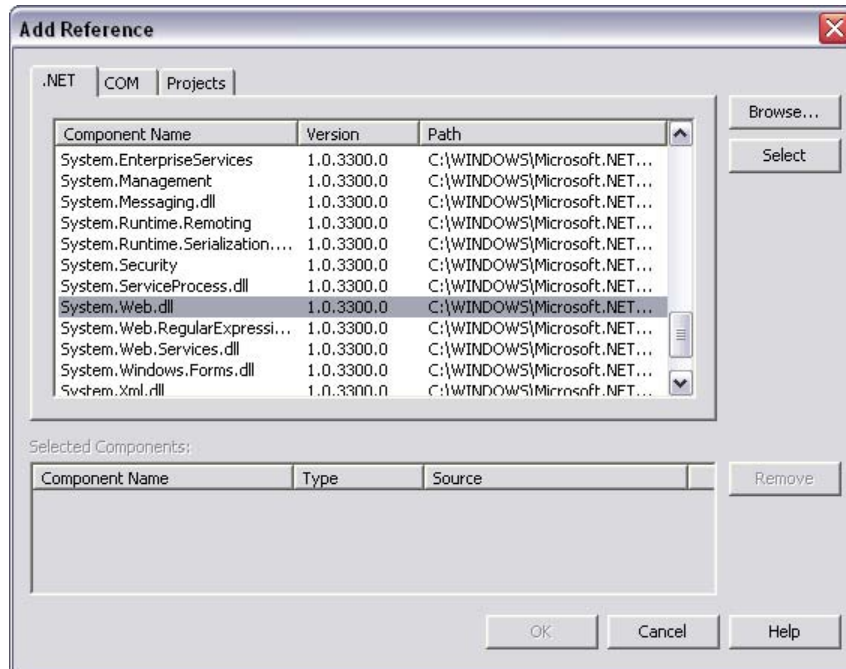 Add Reference
.NET COM Projects
Browse...
Select
Component Name Version Path
System.EnterpriseServices 1.0.3300.0 C:\WINDOWS\Microsoft.NET...
System.Management 1.0.3300.0 C:\WINDOWS\Microsoft.NET...
System.Messaging.dll 1.0.3300.0 C:\WINDOWS\Microsoft.NET...
System.Runtime.Remoting 1.0.3300.0 C:\WINDOWS\Microsoft.NET...
System.Runtime.Serialization.... 1.0.3300.0 C:\WINDOWS\Microsoft.NET...
System.Security 1.0.3300.0 C:\WINDOWS\Microsoft.NET...
System.ServiceProcess.dll 1.0.3300.0 C:\WINDOWS\Microsoft.NET...
System.Web.dll 1.0.3300.0 C:\WINDOWS\Microsoft.NET...
System.Web.RegularExpressi... 1.0.3300.0 C:\WINDOWS\Microsoft.NET...
System.Web.Services.dll 1.0.3300.0 C:\WINDOWS\Microsoft.NET...
System.Windows.Forms.dll 1.0.3300.0 C:\WINDOWS\Microsoft.NET...
System.Xml.dll 1.0.3300.0 C:\WINDOWS\Microsoft.NET...
Selected Components:
Component Name Type Source
Remove
OK Cancel Help